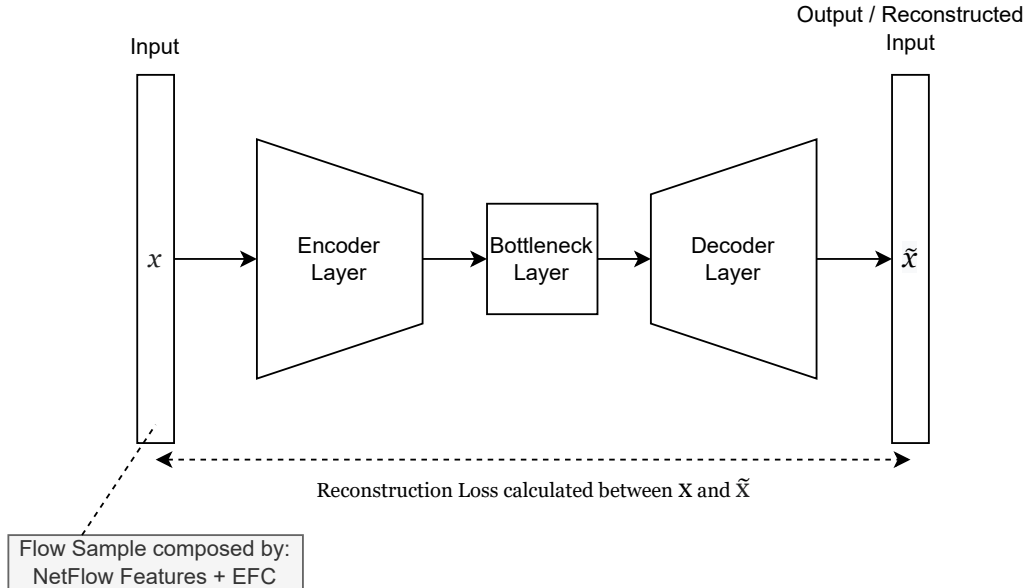 Output / Reconstructed
Input
Input
Encoder
Layer
Bottleneck
Layer
Decoder
Layer
x
x̃
Reconstruction Loss calculated between X and X̃
Flow Sample composed by:
NetFlow Features + EFC